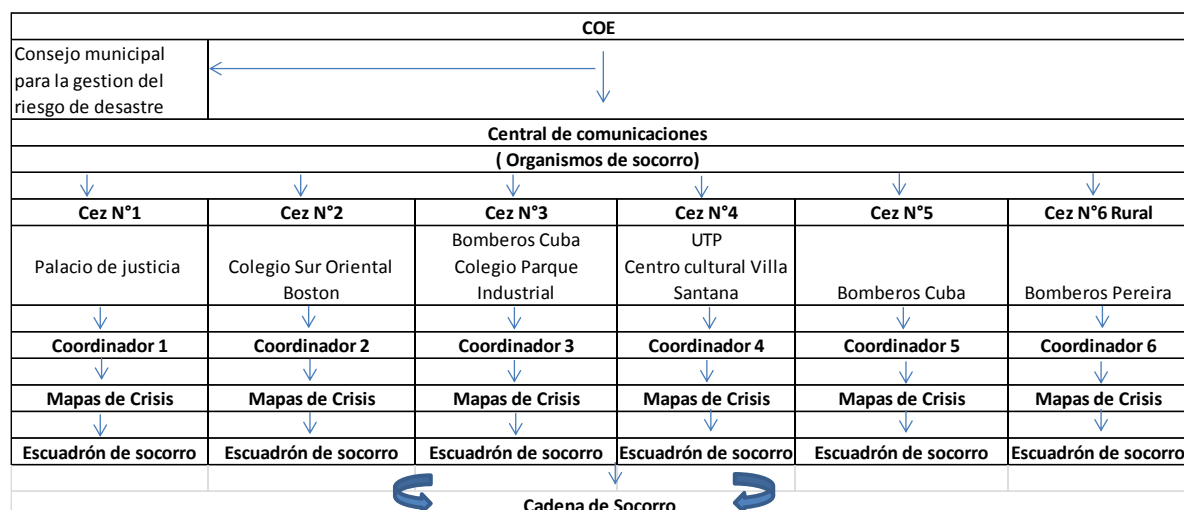 COE
Consejo municipal
para la gestion del
riesgo de desastre
Central de comunicaciones
( Organismos de socorro)
Cez N°1 Cez N°2 Cez N°3 Cez N°4 Cez N°5 Cez N°6 Rural
Palacio de justicia
Colegio Sur Oriental
Boston
Bomberos Cuba
Colegio Parque
Industrial
UTP
Centro cultural Villa
Santana
Bomberos Cuba
Bomberos Pereira
Coordinador 1 Coordinador 2 Coordinador 3 Coordinador 4 Coordinador 5 Coordinador 6
Mapas de Crisis Mapas de Crisis Mapas de Crisis Mapas de Crisis Mapas de Crisis Mapas de Crisis
Escuadrón de socorro Escuadrón de socorro Escuadrón de socorro Escuadrón de socorro Escuadrón de socorro Escuadrón de socorro
Cadena de Socorro